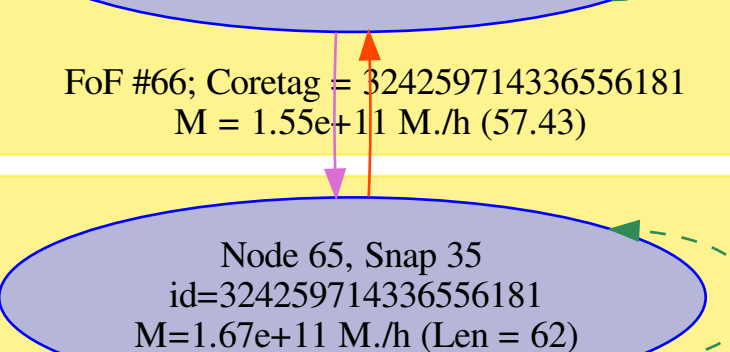 FoF #66; Coretag = 324259714336556181
M = 1.55e+11 M./h (57.43)
Node 65, Snap 35
id=324259714336556181
M=1.67e+11 M./h (Len = 62)